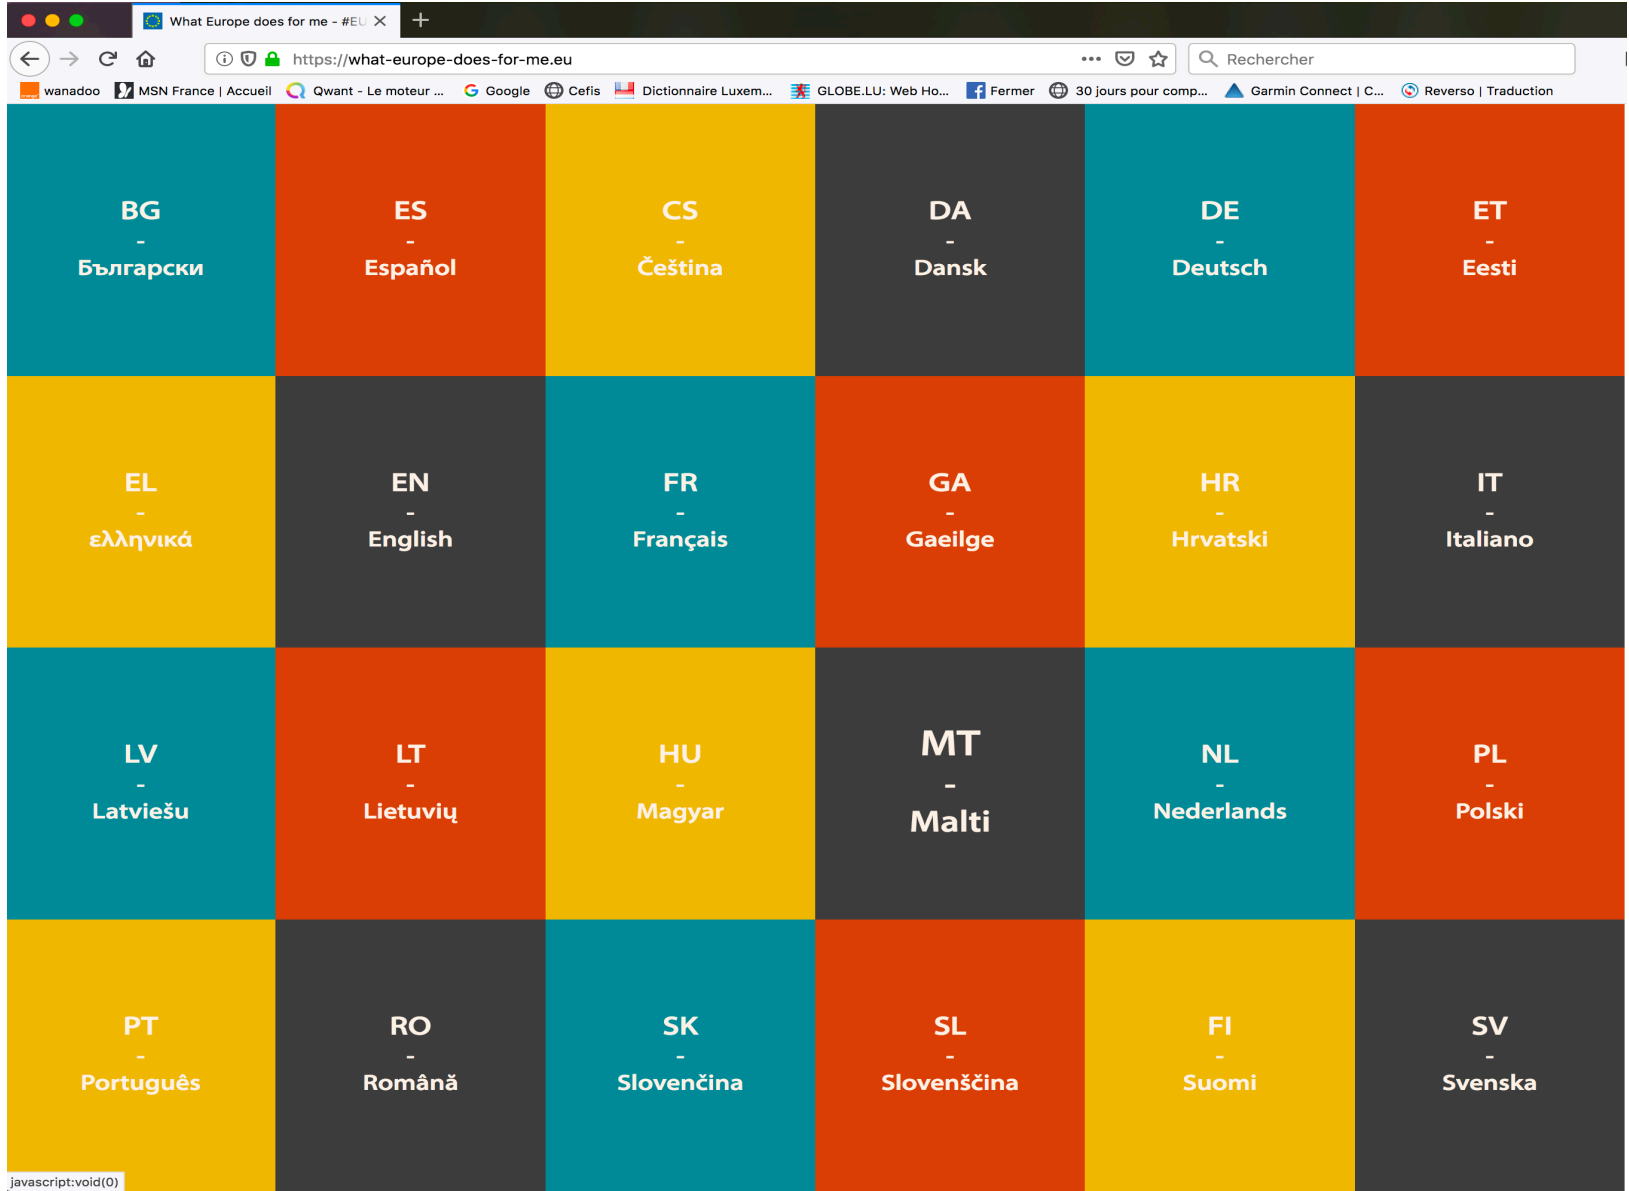 What Europe does for me - #EU
https://what-europe-does-for-me.eu
Rechercher
wanadoo MSN France | Accueil Qwant - Le moteur ... Google Cefis Dictionnaire Luxem... GLOBE.LU: Web Ho... Fermer 30 jours pour comp... Garmin Connect | C... Reverso | Traduction
BG ES CS DA DE ET
- - - - - -
Български Español Čeština Dansk Deutsch Eesti
EL EN FR GA HR IT
- - - - - -
ελληνικά English Français Gaeilge Hrvatski Italiano
LV LT HU MT NL PL
- - - - - -
Latviešu Lietuvių Magyar Malti Nederlands Polski
PT RO SK SL FI SV
- - - - - -
Português Română Slovenčina Slovenščina Suomi Svenska
javascript:void(0)